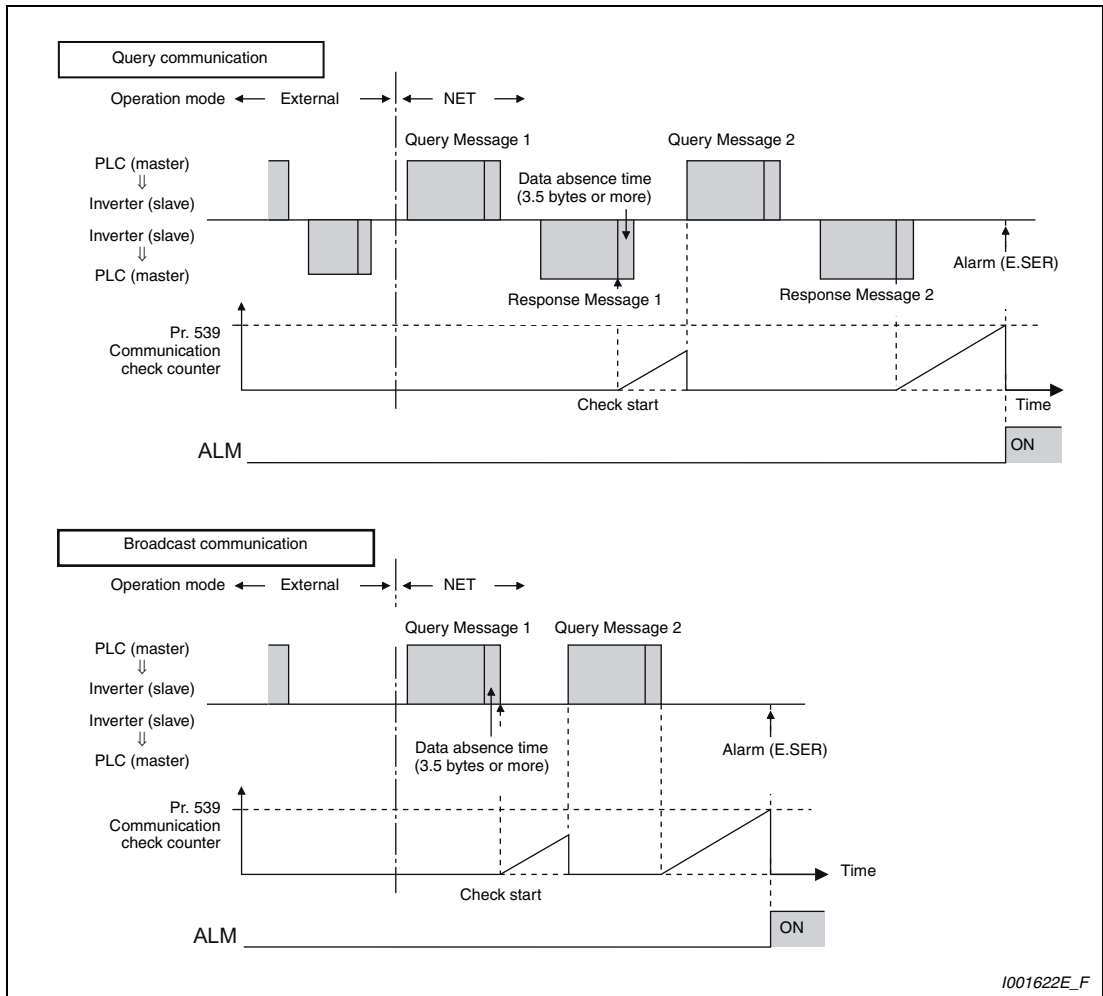 Query communication
Operation mode External NET
Query Message 1 Query Message 2
PLC (master)
⇓
Inverter (slave)
Data absence time
(3.5 bytes or more)
Inverter (slave)
⇓
PLC (master)
Alarm (E.SER)
Response Message 1 Response Message 2
Pr. 539
Communication
check counter
Check start
Time
ALM
ON
Broadcast communication
Operation mode External NET
Query Message 1 Query Message 2
PLC (master)
⇓
Inverter (slave)
Inverter (slave)
⇓
PLC (master)
Data absence time
(3.5 bytes or more)
Alarm (E.SER)
Pr. 539
Communication
check counter
Time
Check start
ALM
ON
I001622E_F